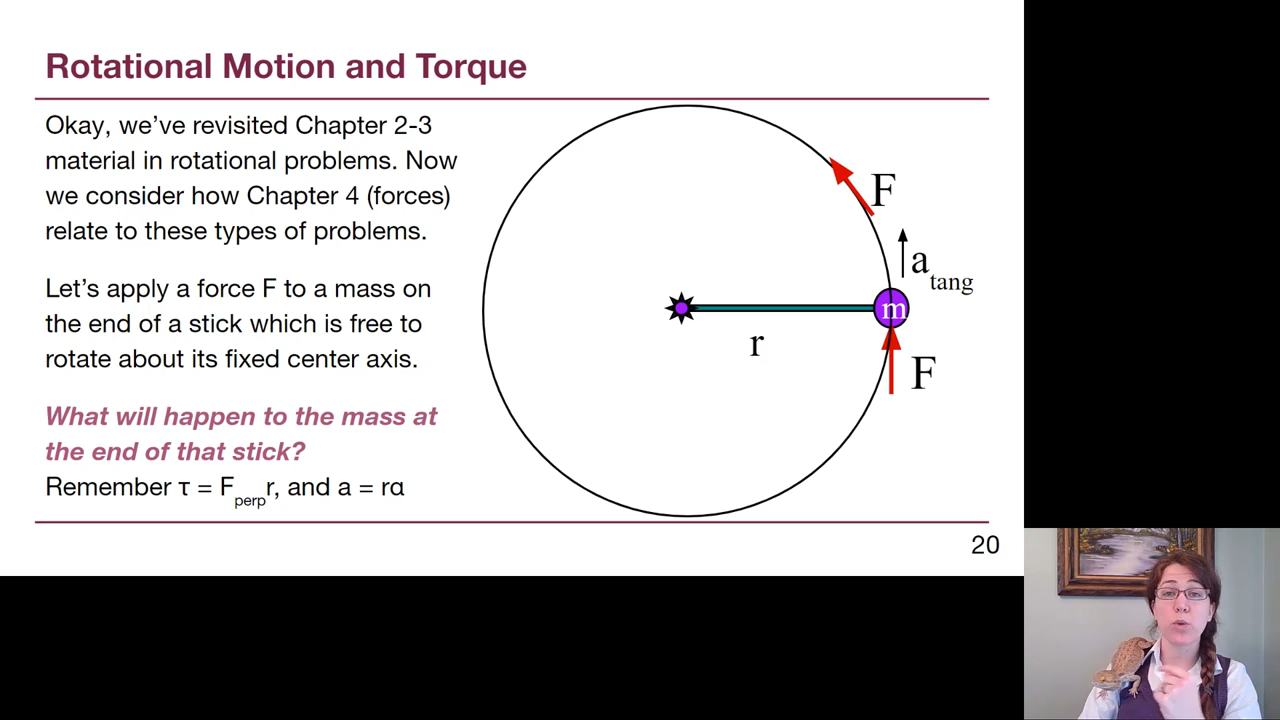 Rotational Motion and Torque
Okay, we’ve revisited Chapter 2-3
material in rotational problems. Now
we consider how Chapter 4 (forces)
relate to these types of problems.
Let’s apply a force F to a mass on
the end of a stick which is free to
rotate about its fixed center axis.
What will happen to the mass at
the end of that stick?
Remember τ = Fperpr, and a = rα
F
atang
m
r
F
20